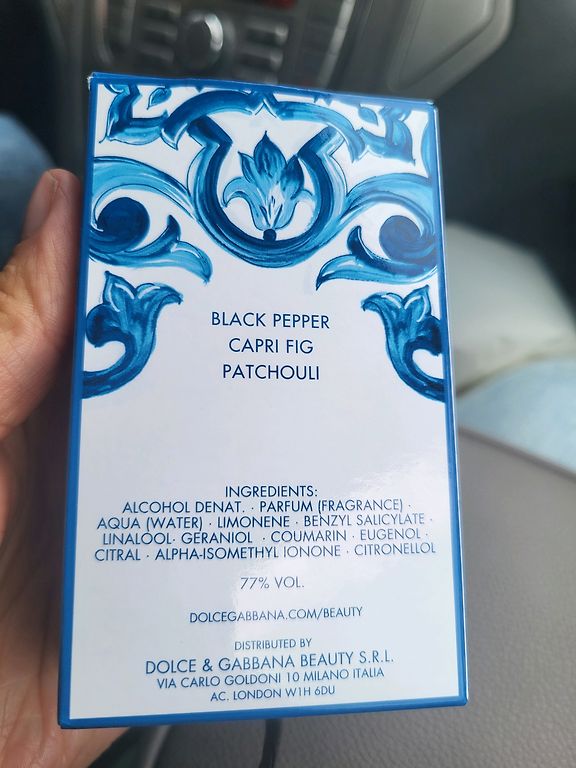 BLACK PEPPER
CAPRI FIG
PATCHOULI
INGREDIENTS:
ALCOHOL DENAT. · PARFUM (FRAGRANCE) ·
AQUA (WATER) · LIMONENE · BENZYL SALICYLATE ·
LINALOOL · GERANIOL · COUMARIN · EUGENOL ·
CITRAL · ALPHA-ISOMETHYL IONONE · CITRONELLOL
77% VOL.
DOLCEGABBANA.COM/BEAUTY
DISTRIBUTED BY
DOLCE & GABBANA BEAUTY S.R.L.
VIA CARLO GOLDONI 10 MILANO ITALIA
AC. LONDON W1H 6DU